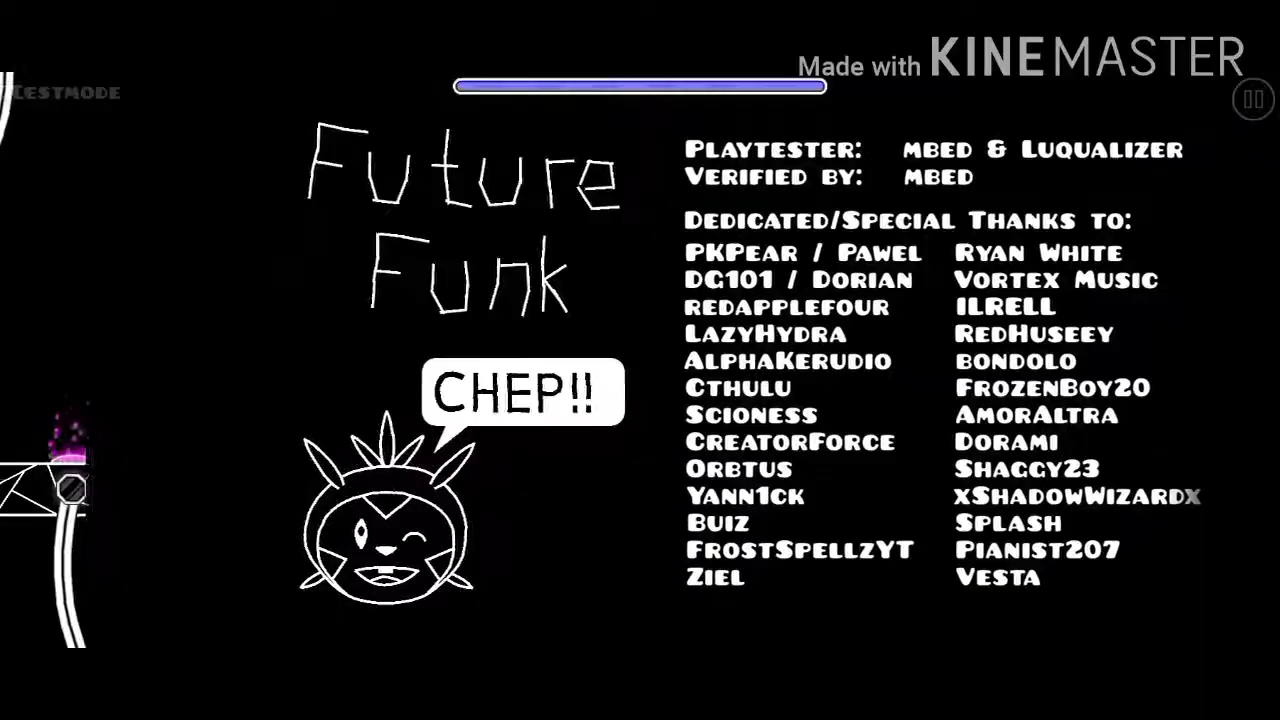 Made with KINEMASTER
TESTMODE
Future
Funk
CHEP!!
PLAYTESTER: MBED & LUQUALIZER
VERIFIED BY: MBED
DEDICATED/SPECIAL THANKS TO:
PKPEAR / PAWEL RYAN WHITE
DG101 / DORIAN VORTEX MUSIC
REDAPPLEFOUR ILRELL
LAZYHYDRA REDHUSEEY
ALPHAKERUDIO BONDOLO
CTHULU FROZENBOY20
SCIONESS AMORALTRA
CREATORFORCE DORAMI
ORBTUS SHAGGY23
YANN1CK XSHADOWWIZARDX
BUIZ SPLASH
FROSTSPELLZYT PIANIST207
ZIEL VESTA